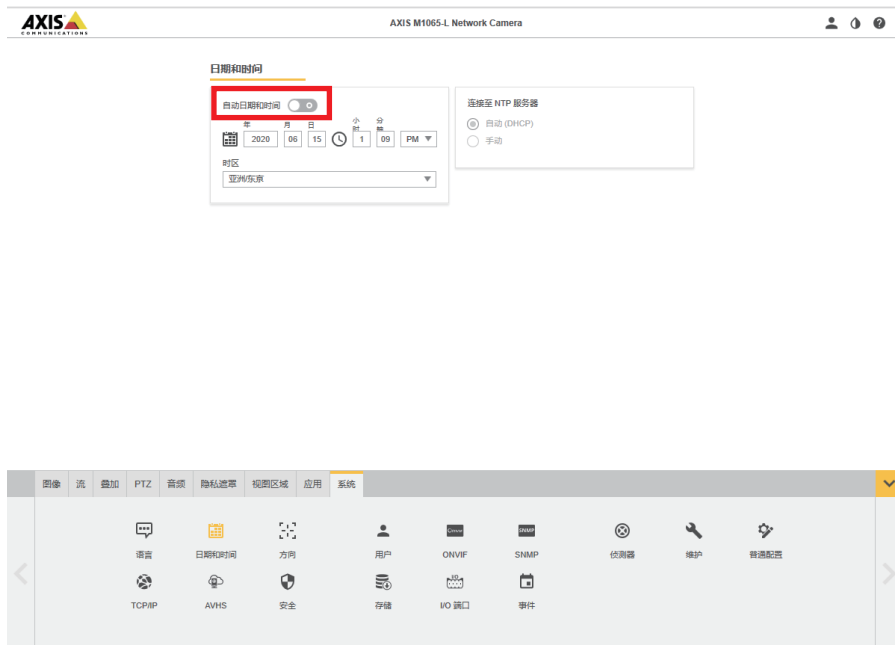 AXIS
COMMUNICATIONS
AXIS M1065-L Network Camera
日期和时间
自动日期和时间
年 月 日 小时 分钟
2020 06 15 1 09 PM
时区
亚洲/东京
连接至 NTP 服务器
自动 (DHCP)
手动
图像 流 叠加 PTZ 音频 隐私遮罩 视图区域 应用 系统
语言 日期和时间 方向 用户 ONVIF SNMP 侦测器 维护 普通配置
TCP/IP AVHS 安全 存储 I/O 端口 事件